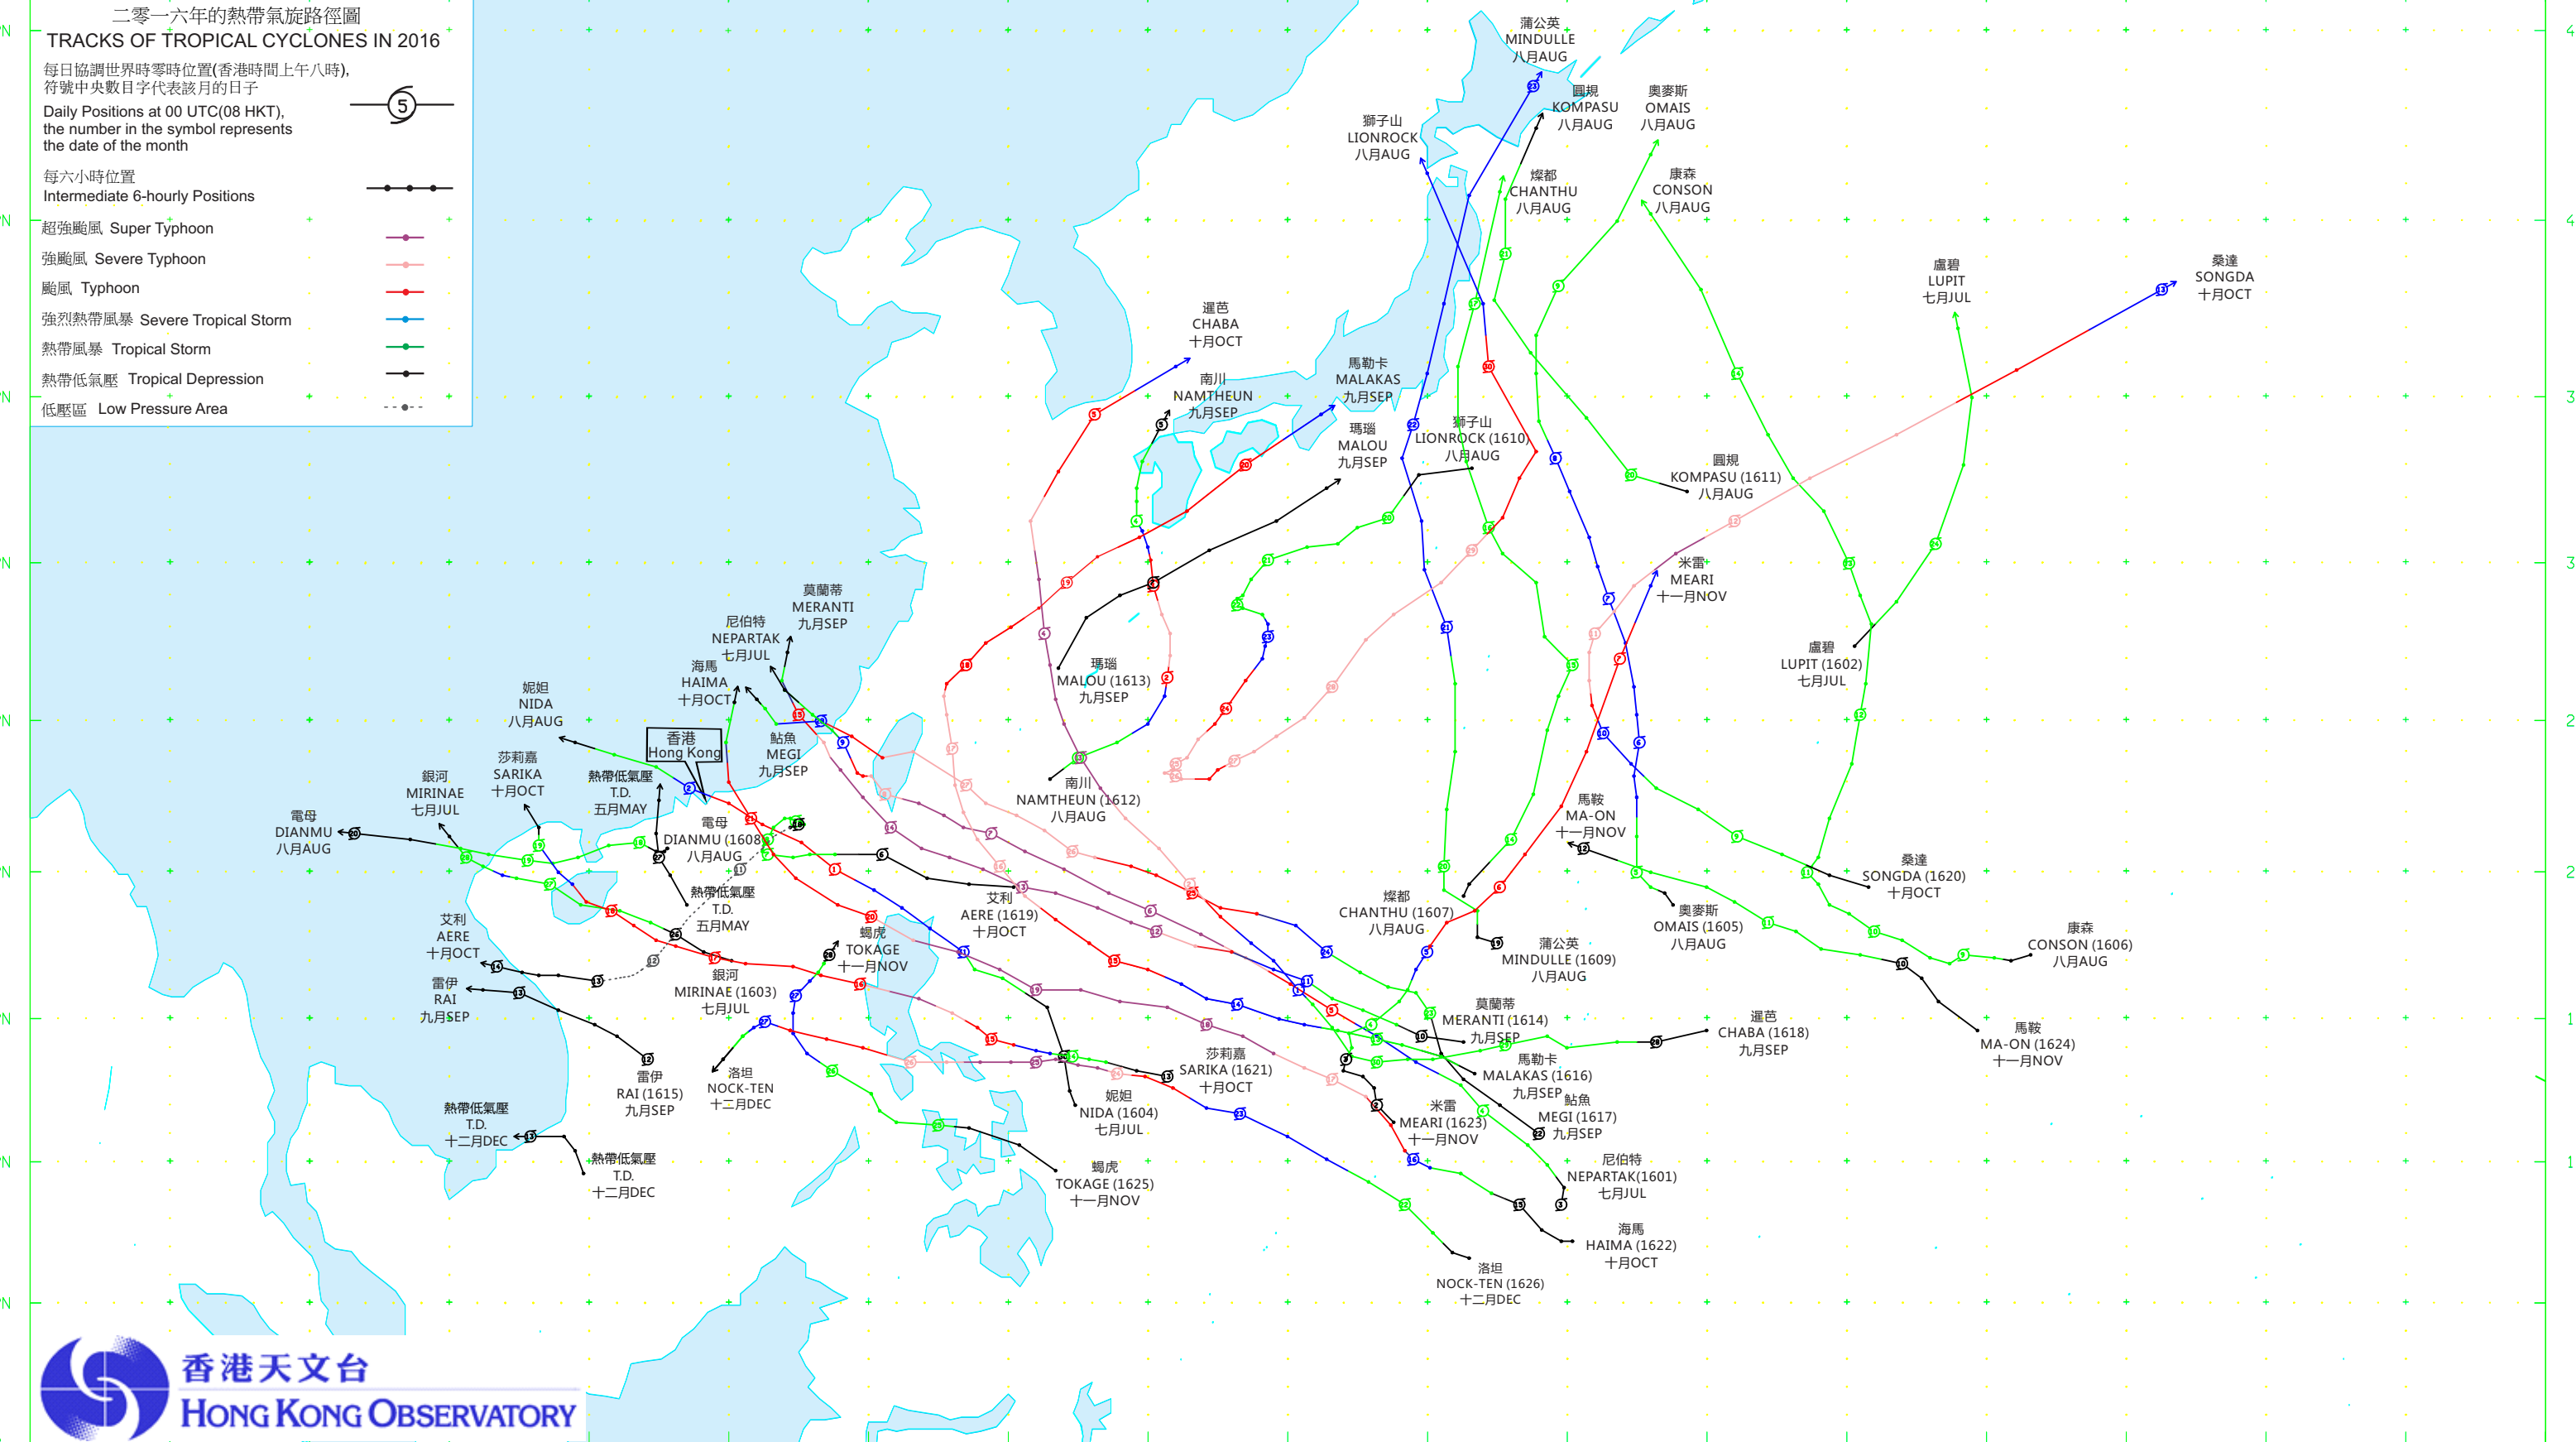 二零一六年的熱帶氣旋路徑圖
TRACKS OF TROPICAL CYCLONES IN 2016
每日協調世界時零時位置(香港時間上午八時),
符號中央數目字代表該月的日子
Daily Positions at 00 UTC(08 HKT),
the number in the symbol represents
the date of the month
5
每六小時位置
Intermediate 6-hourly Positions
超強颱風 Super Typhoon
強颱風 Severe Typhoon
颱風 Typhoon
強烈熱帶風暴 Severe Tropical Storm
熱帶風暴 Tropical Storm
熱帶低氣壓 Tropical Depression
低壓區 Low Pressure Area
蒲公英
MINDULLE
八月AUG
圓規
KOMPASU
八月AUG
奧麥斯
OMAIS
八月AUG
獅子山
LIONROCK
八月AUG
燦都
CHANTHU
八月AUG
康森
CONSON
八月AUG
盧碧
LUPIT
七月JUL
桑達
SONGDA
十月OCT
暹芭
CHABA
十月OCT
南川
NAMTHEUN
九月SEP
馬勒卡
MALAKAS
九月SEP
瑪瑙
MALOU
九月SEP
獅子山
LIONROCK (1610)
八月AUG
圓規
KOMPASU (1611)
八月AUG
米雷
MEARI
十一月NOV
莫蘭蒂
MERANTI
九月SEP
尼伯特
NEPARTAK
七月JUL
海馬
HAIMA
十月OCT
瑪瑙
MALOU (1613)
九月SEP
盧碧
LUPIT (1602)
七月JUL
妮妲
NIDA
八月AUG
香港
Hong Kong
鮎魚
MEGI
九月SEP
莎莉嘉
SARIKA
十月OCT
銀河
MIRINAE
七月JUL
熱帶低氣壓
T.D.
五月MAY
南川
NAMTHEUN (1612)
八月AUG
電母
DIANMU
八月AUG
電母
DIANMU (1608)
八月AUG
馬鞍
MA-ON
十一月NOV
桑達
SONGDA (1620)
十月OCT
熱帶低氣壓
T.D.
五月MAY
艾利
AERE (1619)
十月OCT
燦都
CHANTHU (1607)
八月AUG
奧麥斯
OMAIS (1605)
八月AUG
康森
CONSON (1606)
八月AUG
艾利
AERE
十月OCT
蝎虎
TOKAGE
十一月NOV
蒲公英
MINDULLE (1609)
八月AUG
雷伊
RAI
九月SEP
銀河
MIRINAE (1603)
七月JUL
莫蘭蒂
MERANTI (1614)
九月SEP
暹芭
CHABA (1618)
九月SEP
馬鞍
MA-ON (1624)
十一月NOV
雷伊
RAI (1615)
九月SEP
洛坦
NOCK-TEN
十二月DEC
莎莉嘉
SARIKA (1621)
十月OCT
馬勒卡
MALAKAS (1616)
九月SEP
妮妲
NIDA (1604)
七月JUL
米雷
MEARI (1623)
十一月NOV
鮎魚
MEGI (1617)
九月SEP
熱帶低氣壓
T.D.
十二月DEC
熱帶低氣壓
T.D.
十二月DEC
蝎虎
TOKAGE (1625)
十一月NOV
尼伯特
NEPARTAK(1601)
七月JUL
海馬
HAIMA (1622)
十月OCT
洛坦
NOCK-TEN (1626)
十二月DEC
香港天文台
HONG KONG OBSERVATORY